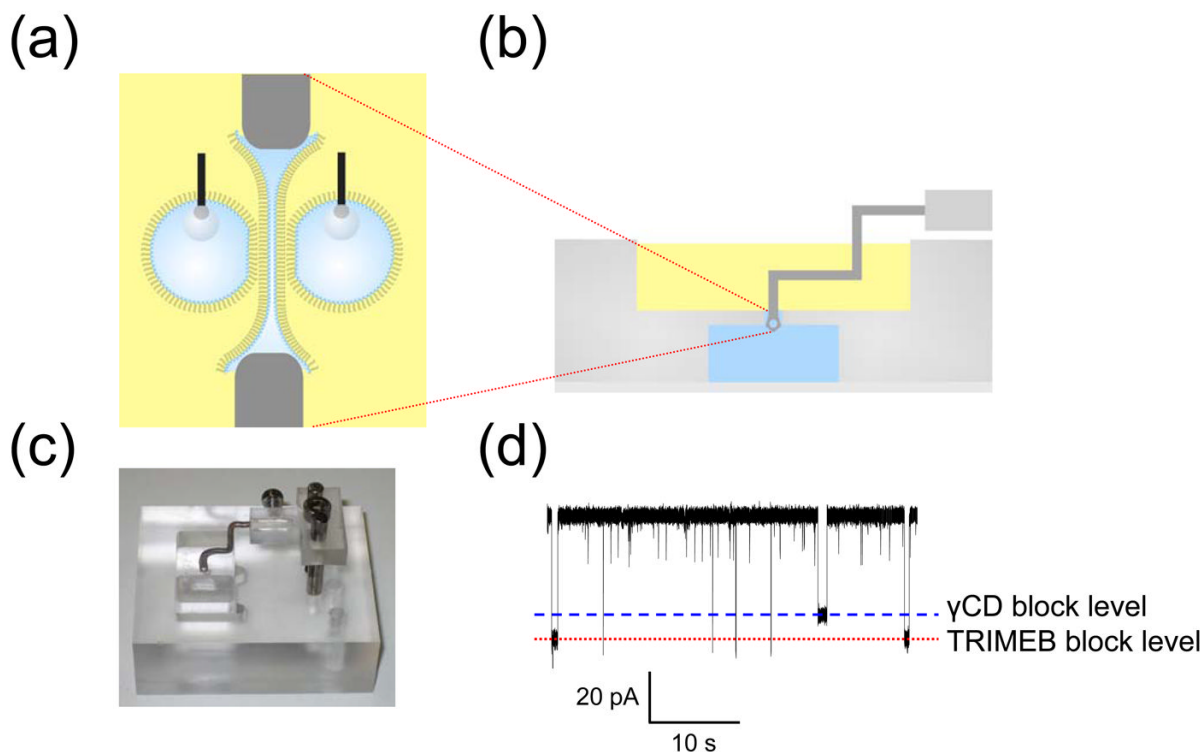 (a)
(b)
(c)
(d)
γCD block level
TRIMEB block level
20 pA
10 s